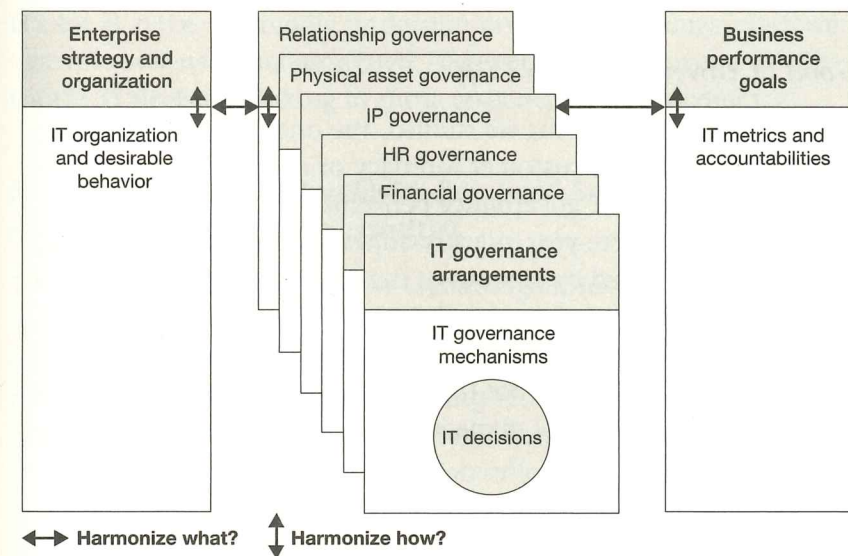 Enterprise
strategy and
organization
IT organization
and desirable
behavior
Relationship governance
Physical asset governance
IP governance
HR governance
Financial governance
IT governance
arrangements
IT governance
mechanisms
IT decisions
Business
performance
goals
IT metrics and
accountabilities
Harmonize what?
Harmonize how?